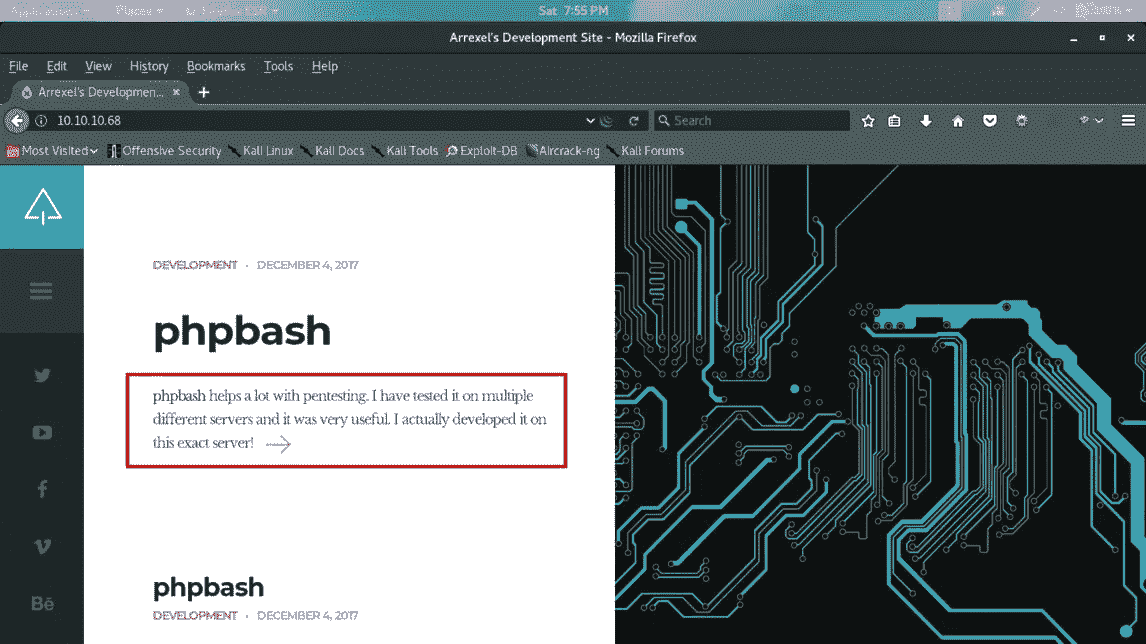 Sat 7:55 PM
Arrexel's Development Site - Mozilla Firefox
File Edit View History Bookmarks Tools Help
Arrexel's Developmen...
10.10.10.68 Search
Most Visited Offensive Security Kali Linux Kali Docs Kali Tools Exploit-DB Aircrack-ng Kali Forums
DEVELOPMENT · DECEMBER 4, 2017
phpbash
phpbash helps a lot with pentesting. I have tested it on multiple
different servers and it was very useful. I actually developed it on
this exact server!
phpbash
DEVELOPMENT · DECEMBER 4, 2017
Bē